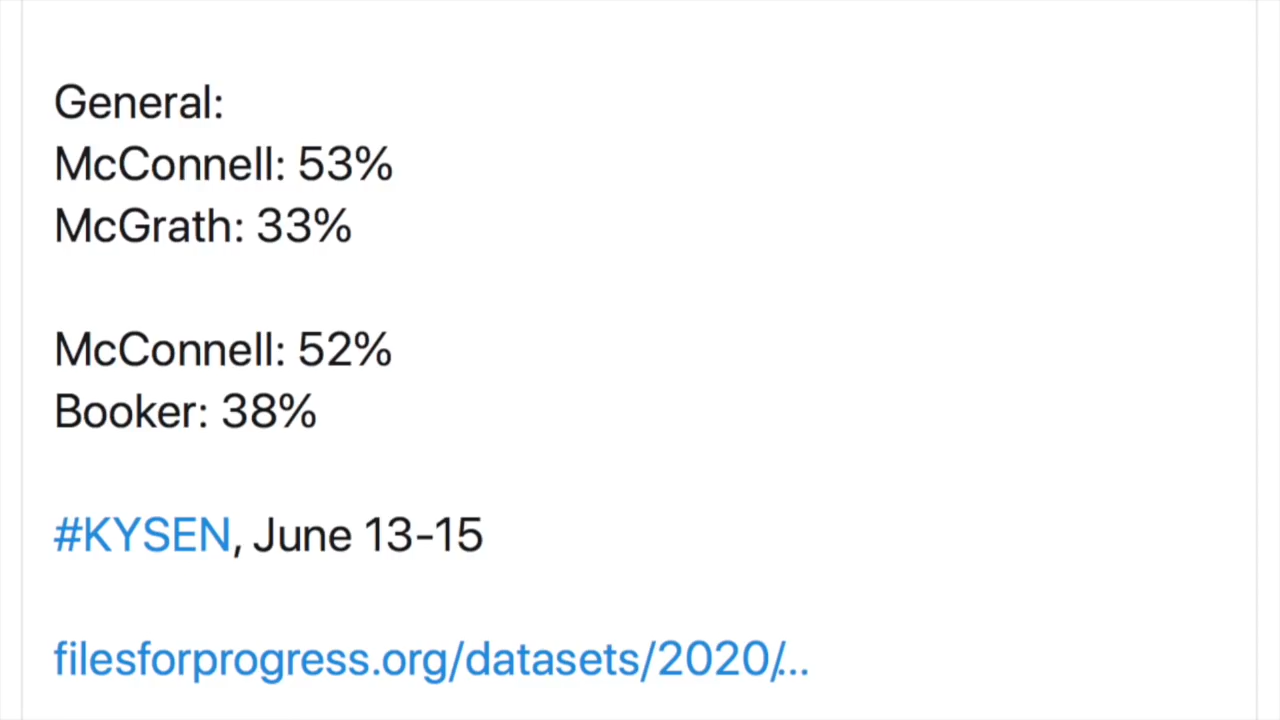 General:
McConnell: 53%
McGrath: 33%
McConnell: 52%
Booker: 38%
#KYSEN, June 13-15
filesforprogress.org/datasets/2020/...